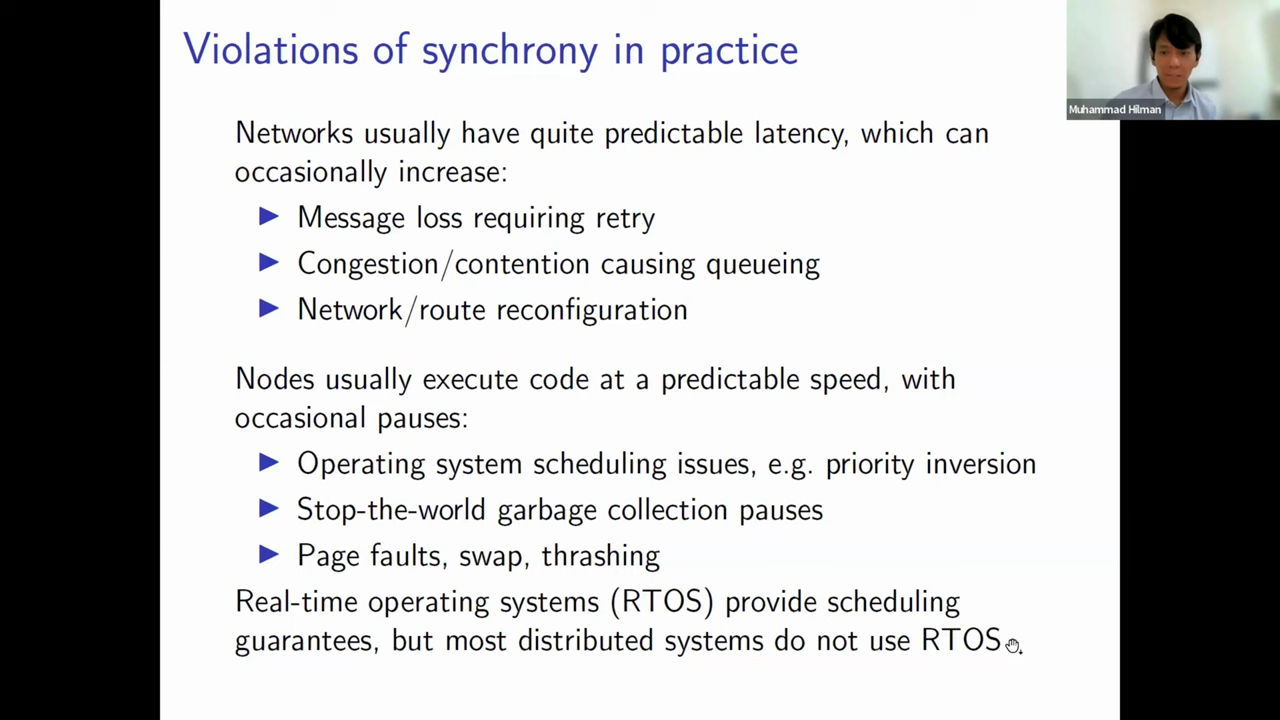 Violations of synchrony in practice
Muhammad Hilman
Networks usually have quite predictable latency, which can
occasionally increase:
▶ Message loss requiring retry
▶ Congestion/contention causing queueing
▶ Network/route reconfiguration
Nodes usually execute code at a predictable speed, with
occasional pauses:
▶ Operating system scheduling issues, e.g. priority inversion
▶ Stop-the-world garbage collection pauses
▶ Page faults, swap, thrashing
Real-time operating systems (RTOS) provide scheduling
guarantees, but most distributed systems do not use RTOS.